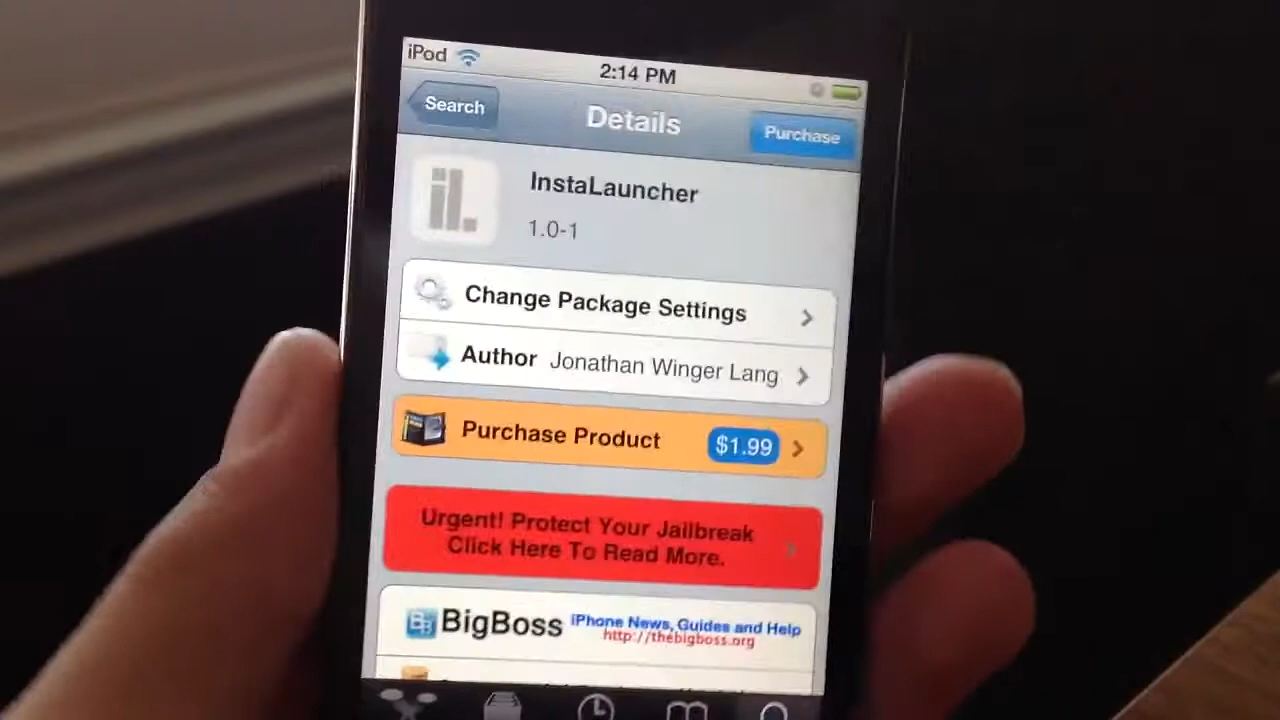 iPod
2:14 PM
Search
Details
Purchase
iL.
InstaLauncher
1.0-1
Change Package Settings
Author Jonathan Winger Lang
Purchase Product $1.99
Urgent! Protect Your Jailbreak
Click Here To Read More.
BB BigBoss iPhone News, Guides and Help
http://thebigboss.org